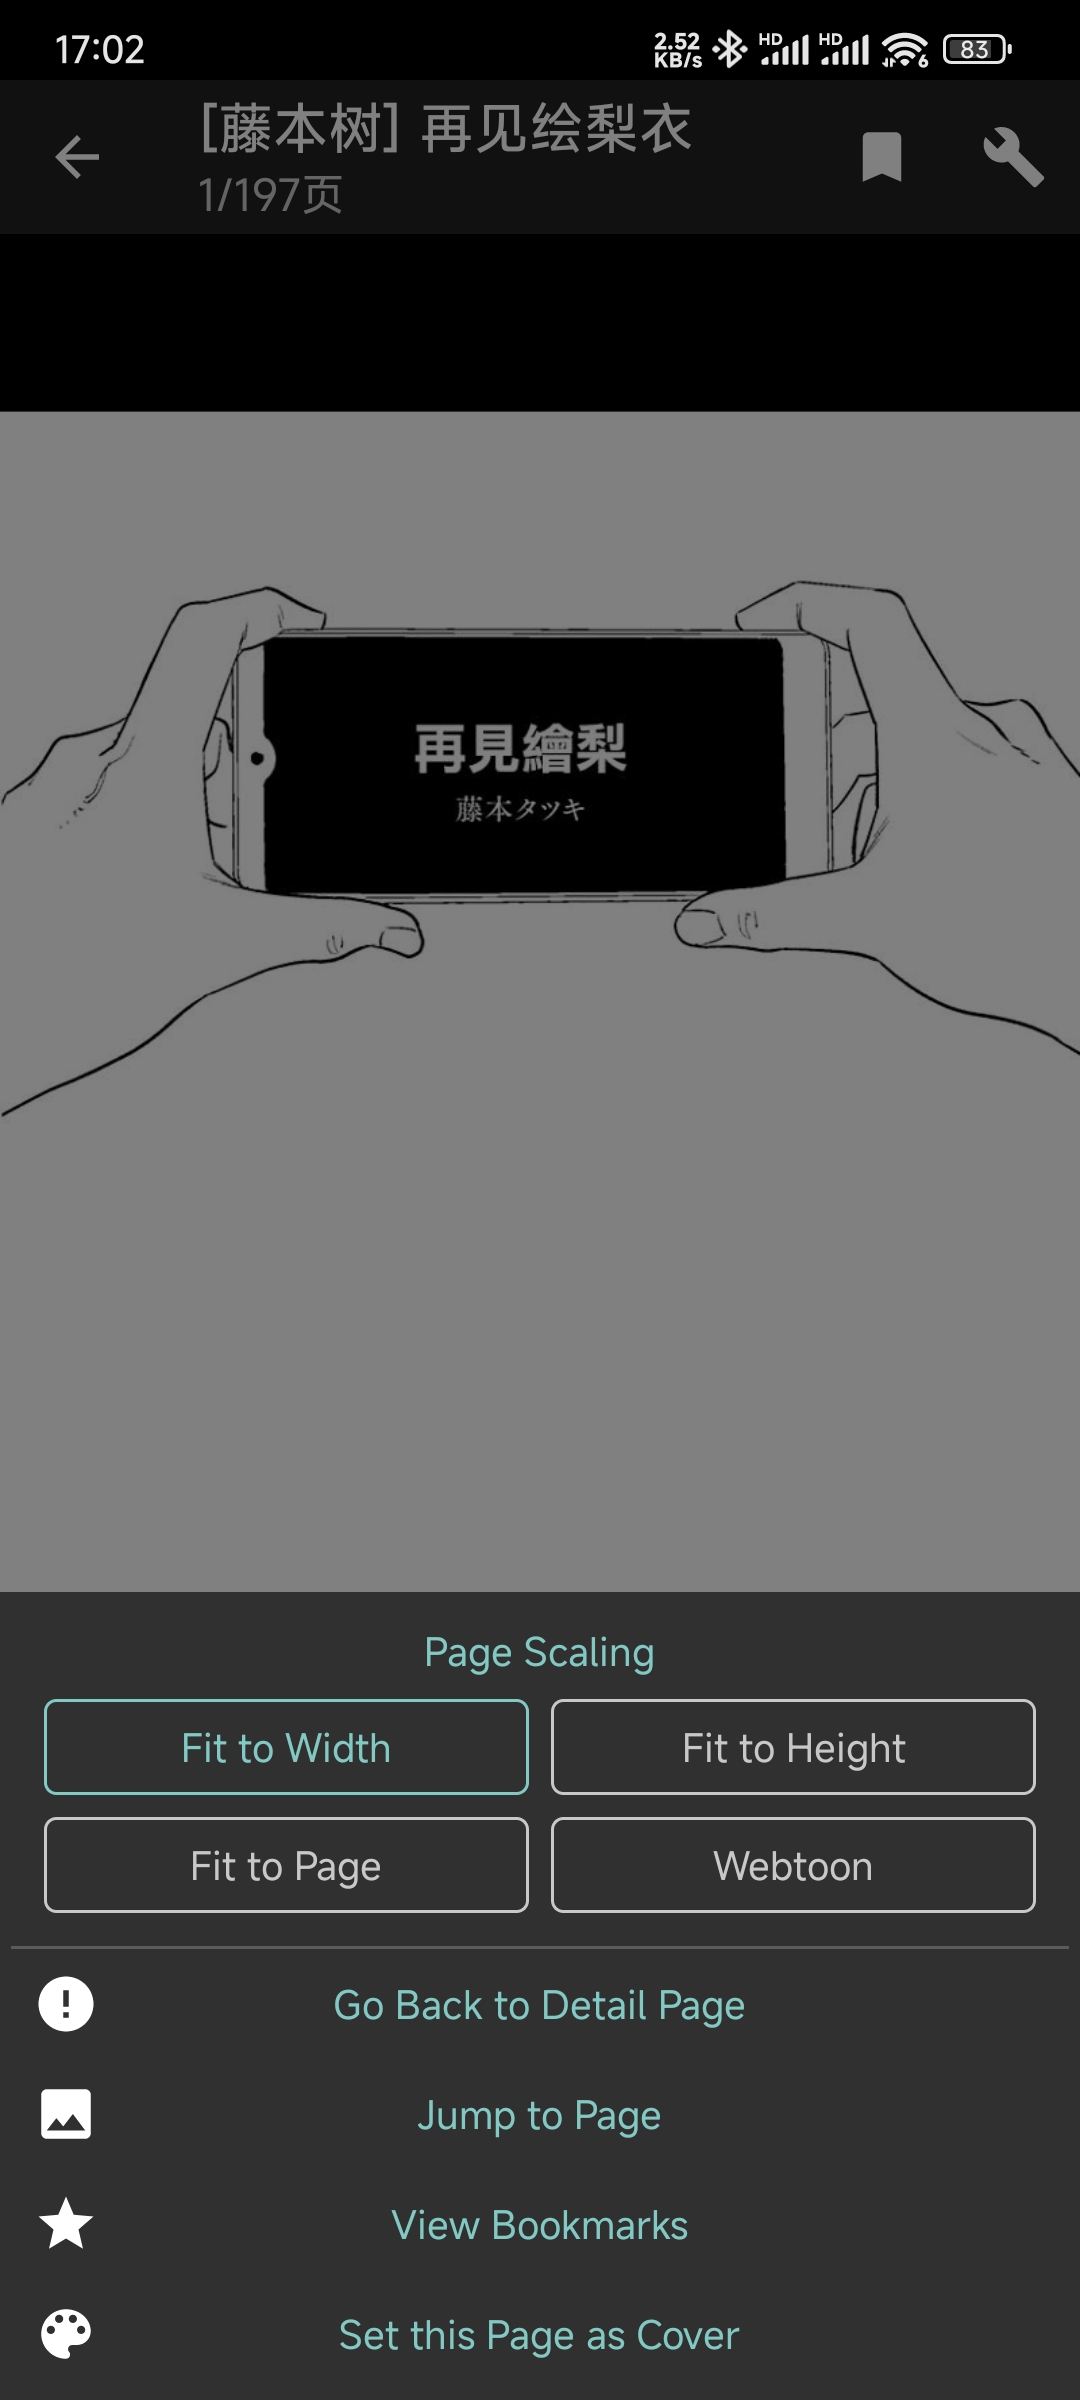 17:02
2.52
KB/s
HD
HD
6
83
[藤本树] 再见绘梨衣
1/197页
再見繪梨
藤本タツキ
Page Scaling
Fit to Width
Fit to Height
Fit to Page
Webtoon
Go Back to Detail Page
Jump to Page
View Bookmarks
Set this Page as Cover